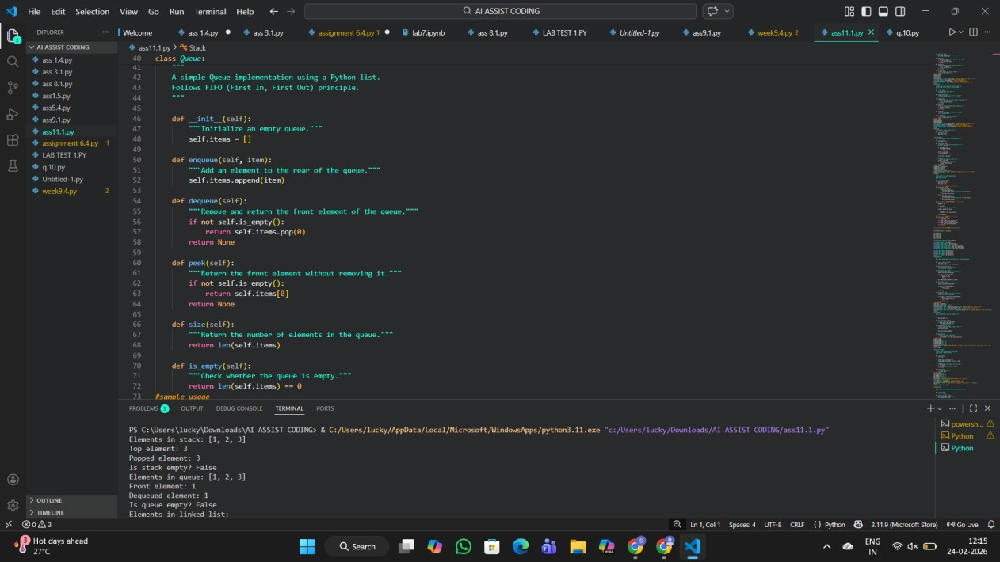 File Edit Selection View Go Run Terminal Help
AI ASSIST CODING
EXPLORER
AI ASSIST CODING
ass 1.4.py
ass 3.1.py
ass 8.1.py
ass1.5.py
ass5.4.py
ass9.1.py
ass11.1.py
assignment 6.4.py 1
LAB TEST 1.PY
q.10.py
Untitled-1.py
week9.4.py 2
OUTLINE
TIMELINE
Welcome ass 1.4.py ass 3.1.py assignment 6.4.py 1 lab7.ipynb ass 8.1.py LAB TEST 1.PY Untitled-1.py ass9.1.py week9.4.py 2 ass11.1.py q.10.py
ass11.1.py > Stack
40 class Queue:
41 """
42 A simple Queue implementation using a Python list.
43 Follows FIFO (First In, First Out) principle.
44 """
45
46 def __init__(self):
47 """Initialize an empty queue."""
48 self.items = []
49
50 def enqueue(self, item):
51 """Add an element to the rear of the queue."""
52 self.items.append(item)
53
54 def dequeue(self):
55 """Remove and return the front element of the queue."""
56 if not self.is_empty():
57 return self.items.pop(0)
58 return None
59
60 def peek(self):
61 """Return the front element without removing it."""
62 if not self.is_empty():
63 return self.items[0]
64 return None
65
66 def size(self):
67 """Return the number of elements in the queue."""
68 return len(self.items)
69
70 def is_empty(self):
71 """Check whether the queue is empty."""
72 return len(self.items) == 0
73 #sample usage
PROBLEMS 3 OUTPUT DEBUG CONSOLE TERMINAL PORTS
PS C:\Users\lucky\Downloads\AI ASSIST CODING> & C:/Users/lucky/AppData/Local/Microsoft/WindowsApps/python3.11.exe "c:/Users/lucky/Downloads/AI ASSIST CODING/ass11.1.py"
Elements in stack: [1, 2, 3]
Top element: 3
Popped element: 3
Is stack empty? False
Elements in queue: [1, 2, 3]
Front element: 1
Dequeued element: 1
Is queue empty? False
Elements in linked list:
powersh...
Python
Python
0 3
Ln 1, Col 1 Spaces: 4 UTF-8 CRLF { } Python 3.11.9 (Microsoft Store) Go Live
3 Hot days ahead
27°C
Search
ENG
IN
12:15
24-02-2026